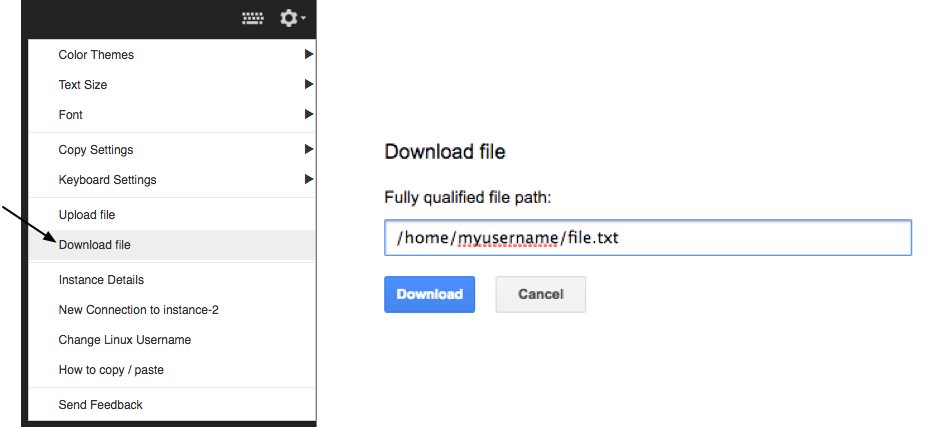 Color Themes
Text Size
Font
Copy Settings
Keyboard Settings
Upload file
Download file
Instance Details
New Connection to instance-2
Change Linux Username
How to copy / paste
Send Feedback
Download file
Fully qualified file path:
/home/myusername/file.txt
Download Cancel